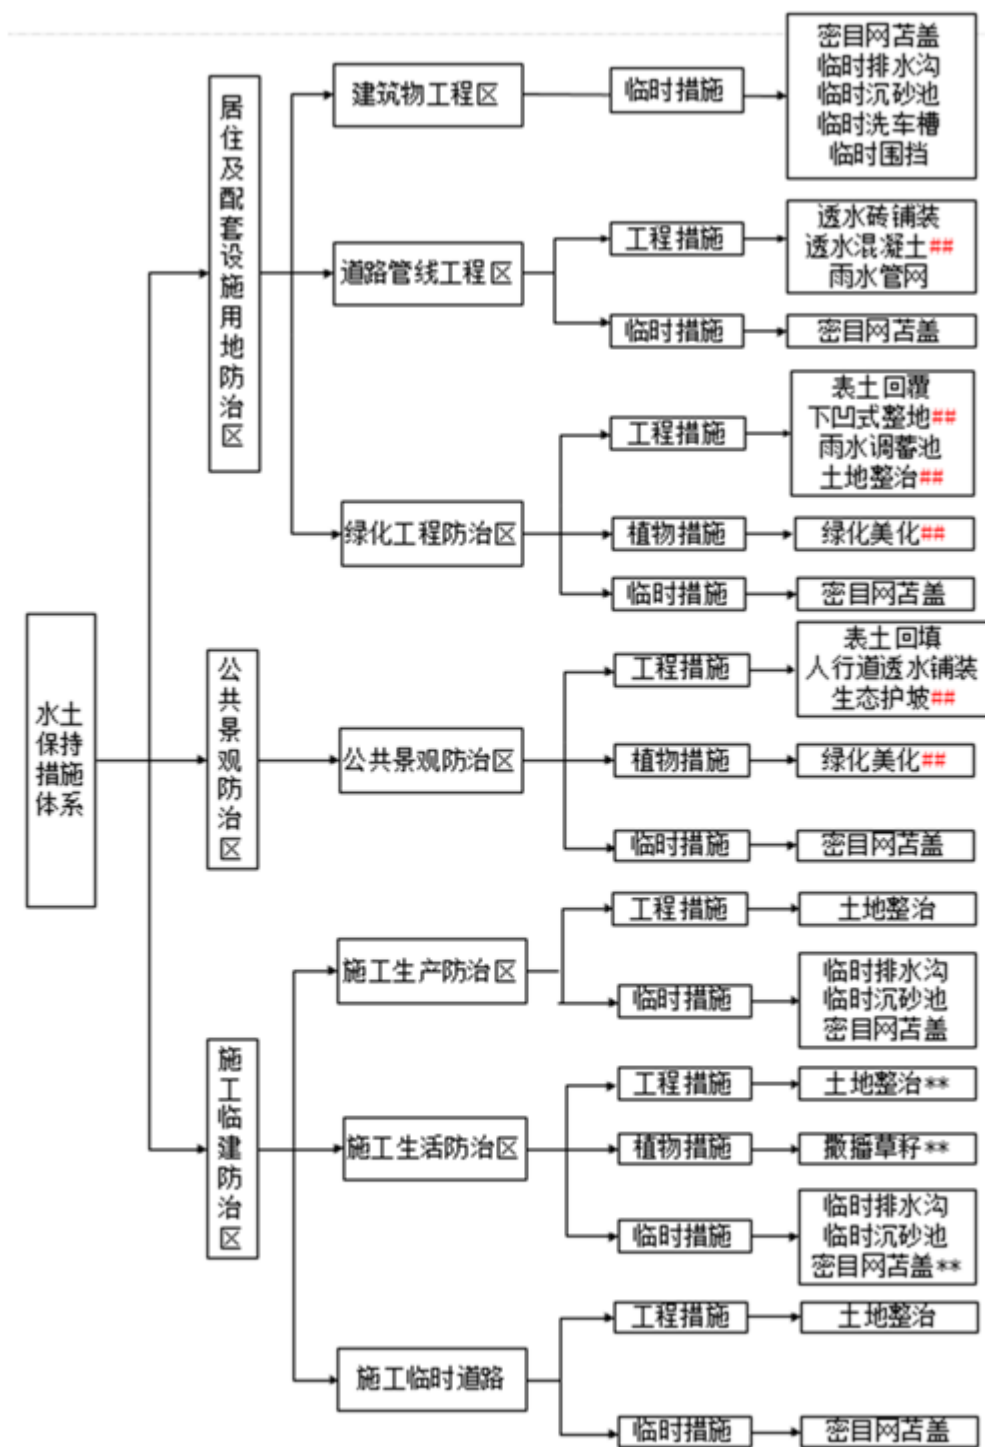 水土
保持
措施
体系
居住及配套设施用地防治区
建筑物工程区
临时措施
密目网苫盖
临时排水沟
临时沉砂池
临时洗车槽
临时围挡
道路管线工程区
工程措施
透水砖铺装
透水混凝土##
雨水管网
临时措施
密目网苫盖
绿化工程防治区
工程措施
表土回覆
下凹式整地##
雨水调蓄池
土地整治##
植物措施
绿化美化##
临时措施
密目网苫盖
公共景观防治区
公共景观防治区
工程措施
表土回填
人行道透水铺装
生态护坡##
植物措施
绿化美化##
临时措施
密目网苫盖
施工临建防治区
施工生产防治区
工程措施
土地整治
临时措施
临时排水沟
临时沉砂池
密目网苫盖
施工生活防治区
工程措施
土地整治**
植物措施
撒播草籽**
临时措施
临时排水沟
临时沉砂池
密目网苫盖**
施工临时道路
工程措施
土地整治
临时措施
密目网苫盖